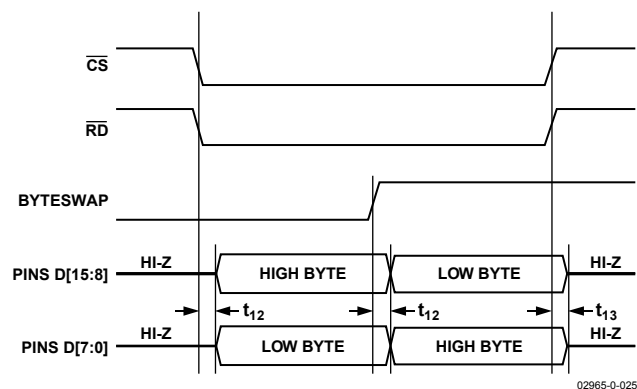 CS
RD
BYTESWAP
PINS D[15:8] HI-Z HIGH BYTE LOW BYTE HI-Z
t12 t12 t13
PINS D[7:0] HI-Z LOW BYTE HIGH BYTE HI-Z
02965-0-025